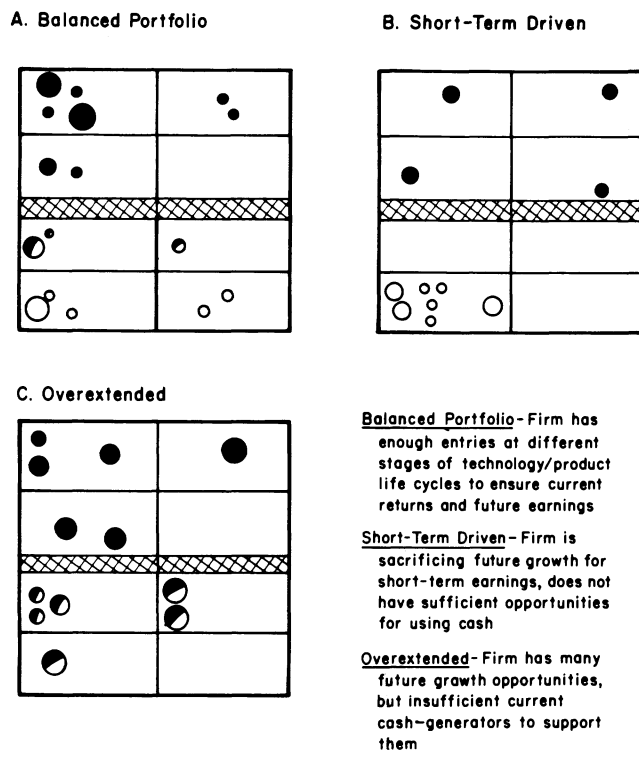 A. Balanced Portfolio
B. Short-Term Driven
C. Overextended
Balanced Portfolio-Firm has
enough entries at different
stages of technology/product
life cycles to ensure current
returns and future earnings
Short-Term Driven-Firm is
sacrificing future growth for
short-term earnings, does not
have sufficient opportunities
for using cash
Overextended-Firm has many
future growth opportunities,
but insufficient current
cash-generators to support
them